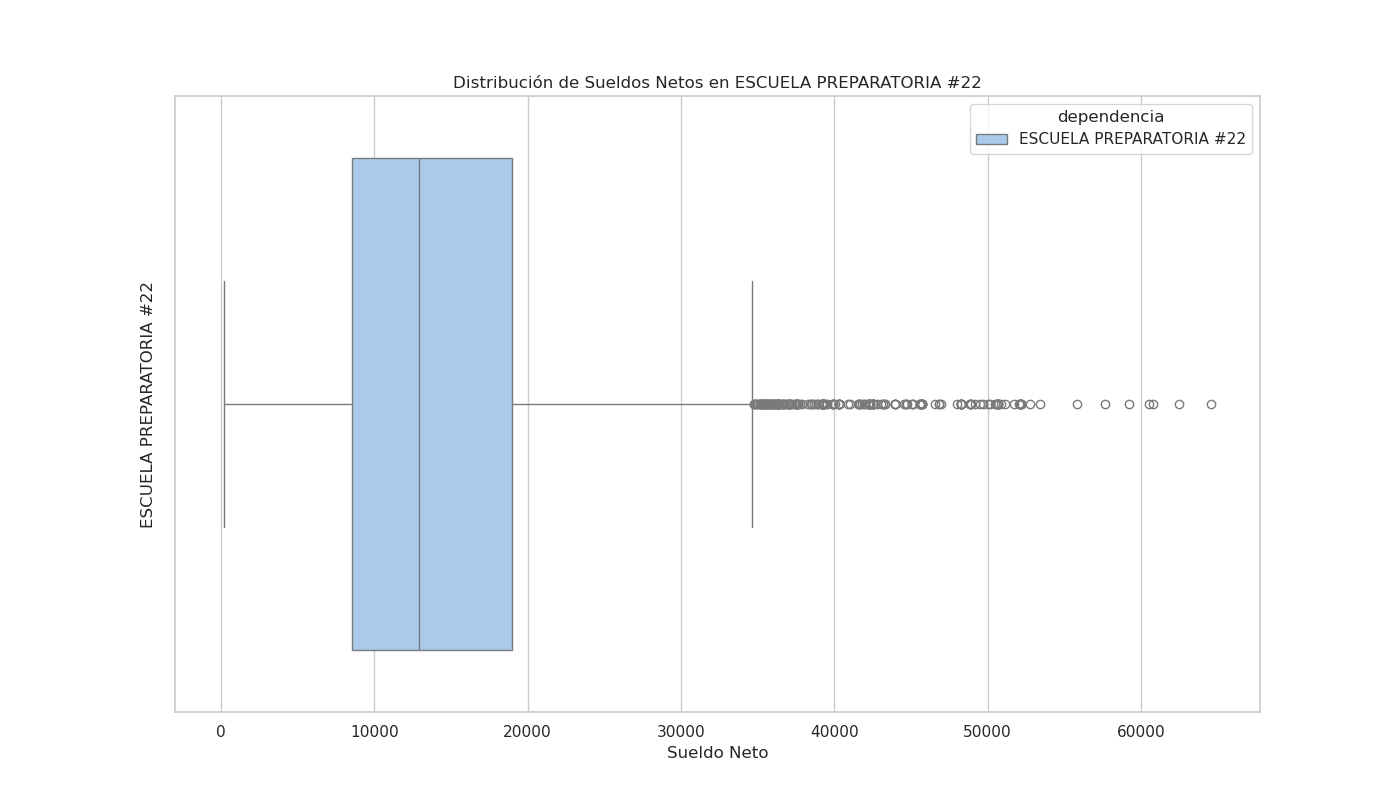 Distribución de Sueldos Netos en ESCUELA PREPARATORIA #22
dependencia
ESCUELA PREPARATORIA #22
ESCUELA PREPARATORIA #22
0 10000 20000 30000 40000 50000 60000
Sueldo Neto